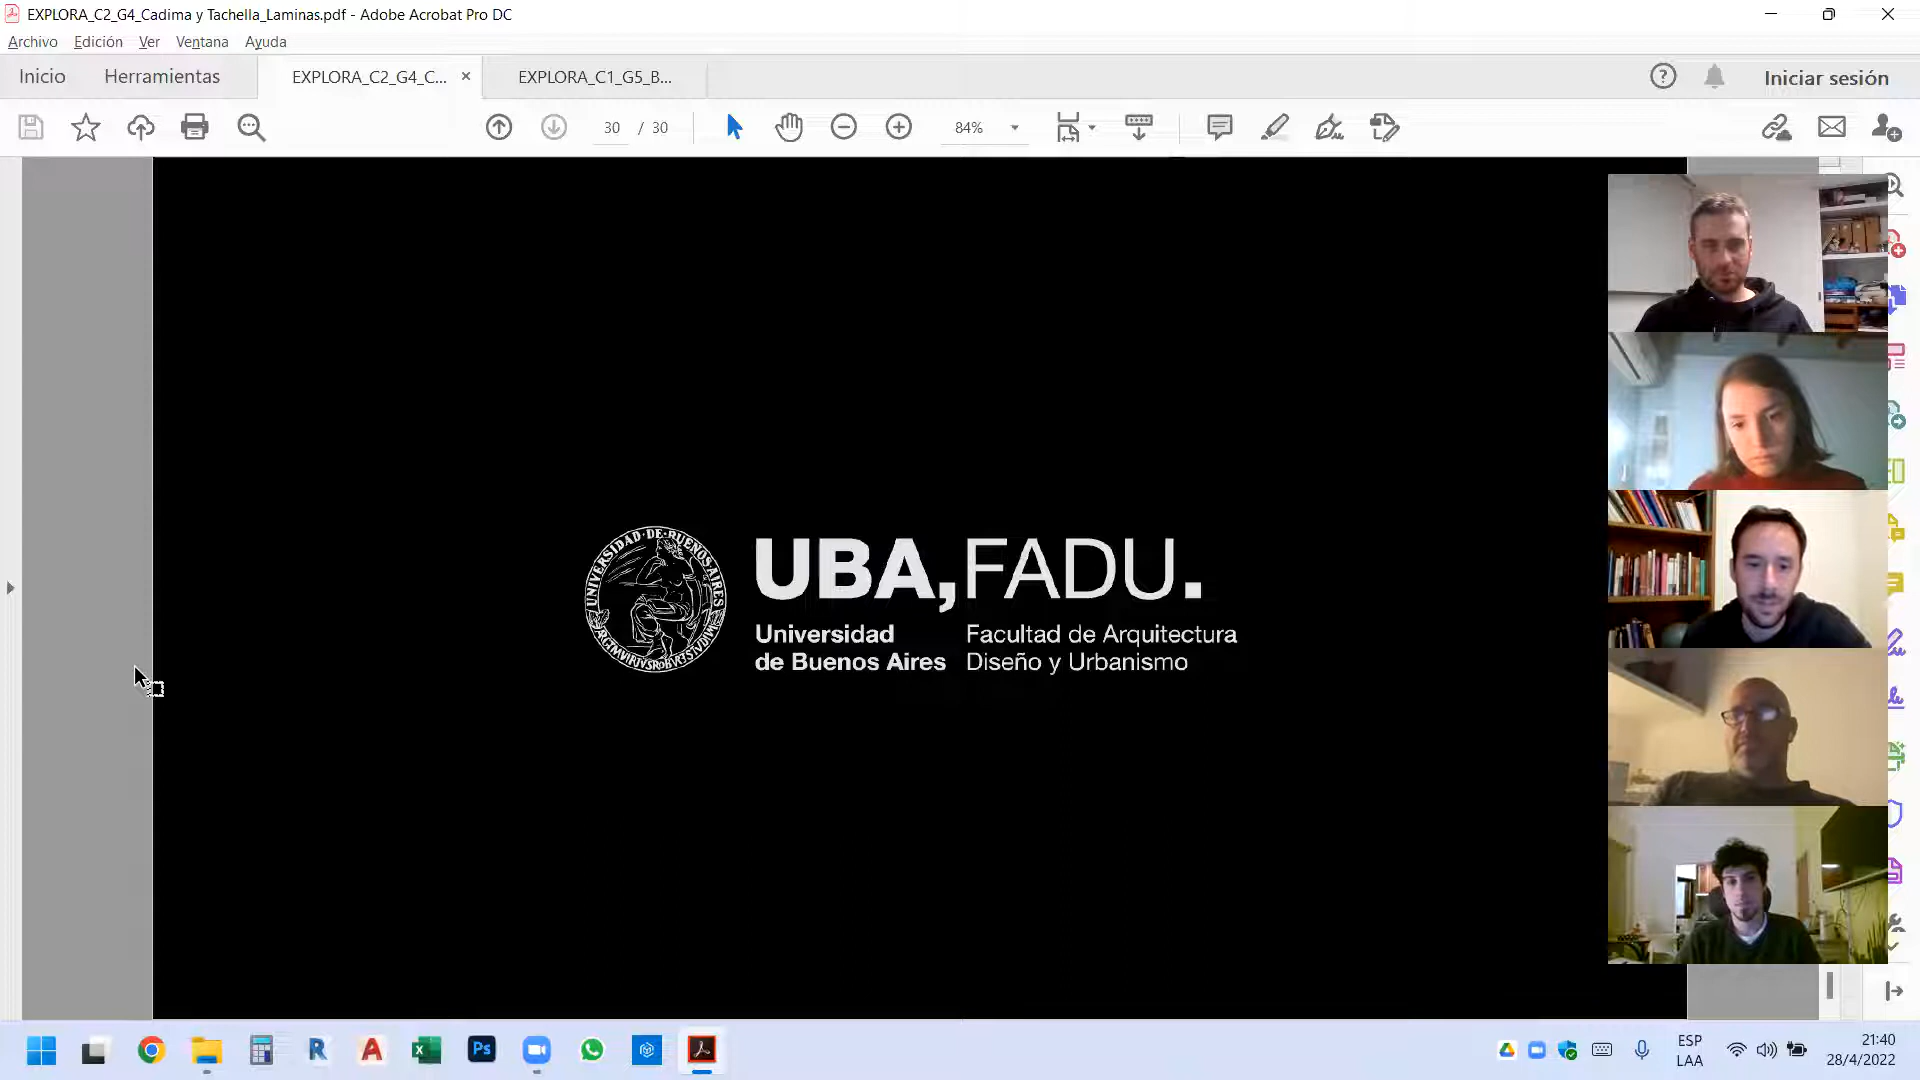 EXPLORA_C2_G4_Cadima y Tachella_Laminas.pdf - Adobe Acrobat Pro DC
Archivo Edición Ver Ventana Ayuda
Inicio Herramientas EXPLORA_C2_G4_C... × EXPLORA_C1_G5_B... Iniciar sesión
30 / 30 84%
UNIVERSIDAD·DE·BUENOS·AIRES
UBA, FADU.
Universidad Facultad de Arquitectura
de Buenos Aires Diseño y Urbanismo
ESP 21:40
LAA 28/4/2022